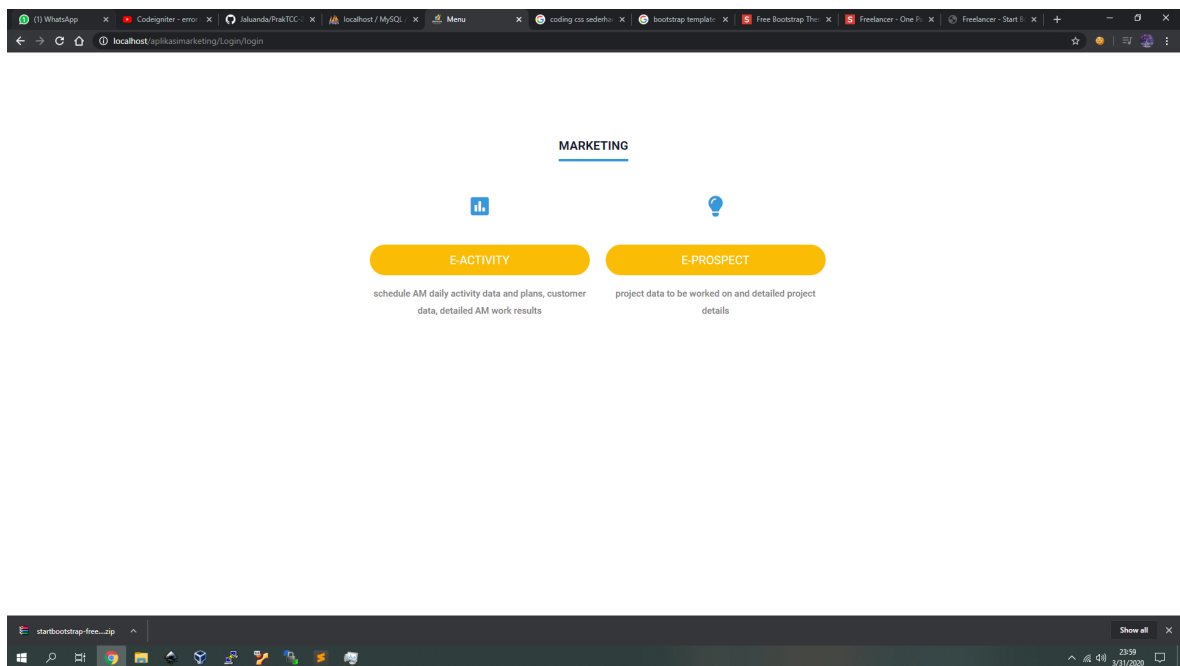 (1) WhatsApp
Codeigniter - error
Jaluanda/PrakTCC-
localhost / MySQL
Menu
coding css sederha
bootstrap template
Free Bootstrap The
Freelancer - One Pa
Freelancer - Start B
localhost/aplikasimarketing/Login/login
MARKETING
E-ACTIVITY
E-PROSPECT
schedule AM daily activity data and plans, customer
data, detailed AM work results
project data to be worked on and detailed project
details
startbootstrap-free....zip
Show all
23:59
3/31/2020